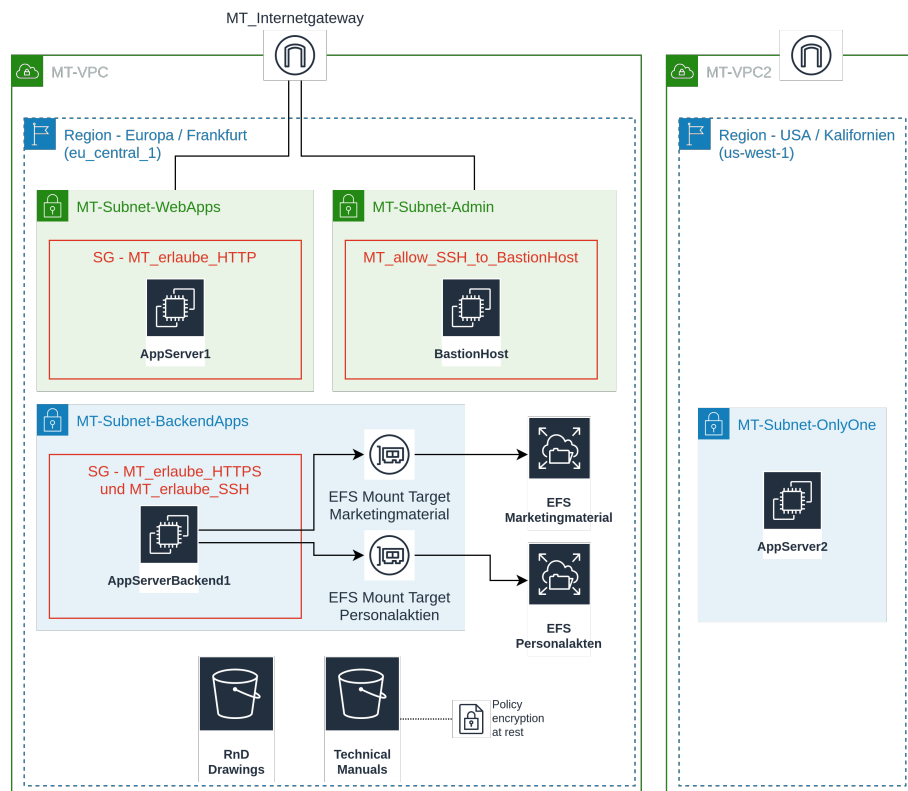 MT_Internetgateway
MT-VPC
Region - Europa / Frankfurt
(eu_central_1)
MT-Subnet-WebApps
SG - MT_erlaube_HTTP
AppServer1
MT-Subnet-Admin
MT_allow_SSH_to_BastionHost
BastionHost
MT-Subnet-BackendApps
SG - MT_erlaube_HTTPS
und MT_erlaube_SSH
AppServerBackend1
EFS Mount Target
Marketingmaterial
EFS
Marketingmaterial
EFS Mount Target
Personalaktien
EFS
Personalakten
RnD
Drawings
Technical
Manuals
Policy
encryption
at rest
MT-VPC2
Region - USA / Kalifornien
(us-west-1)
MT-Subnet-OnlyOne
AppServer2